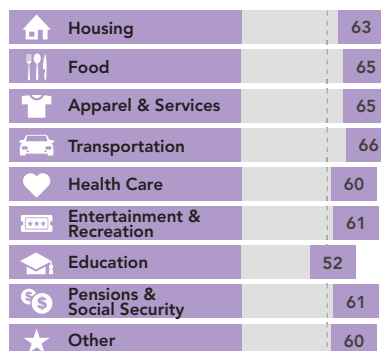 Housing 63
Food 65
Apparel & Services 65
Transportation 66
Health Care 60
Entertainment &
Recreation 61
Education 52
Pensions &
Social Security 61
Other 60